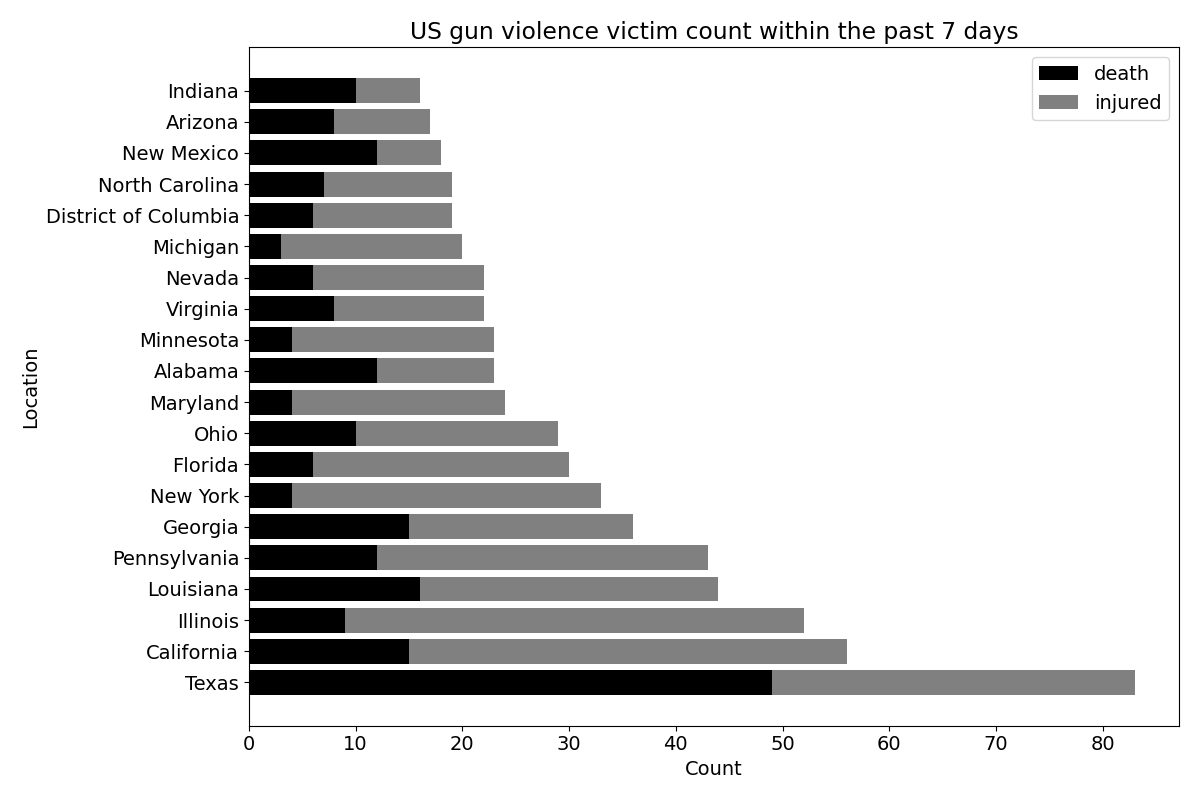 US gun violence victim count within the past 7 days
death
injured
Indiana
Arizona
New Mexico
North Carolina
District of Columbia
Michigan
Nevada
Virginia
Minnesota
Alabama
Maryland
Ohio
Florida
New York
Georgia
Pennsylvania
Louisiana
Illinois
California
Texas
Location
0 10 20 30 40 50 60 70 80
Count